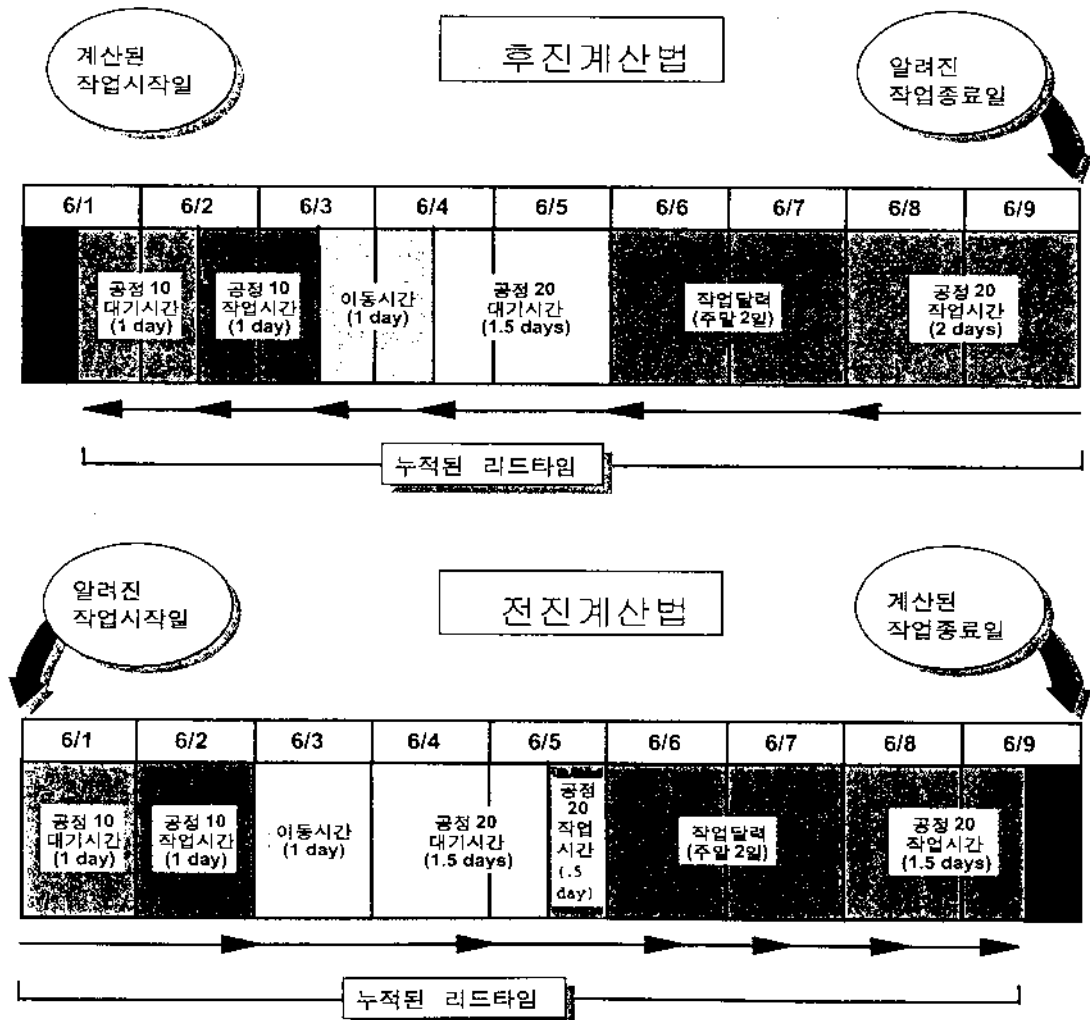 계산된
작업시작일
후진계산법
알려진
작업종료일
6/1 6/2 6/3 6/4 6/5 6/6 6/7 6/8 6/9
공정 10
대기시간
(1 day)
공정 10
작업시간
(1 day)
이동시간
(1 day)
공정 20
대기시간
(1.5 days)
작업달력
(주말 2일)
공정 20
작업시간
(2 days)
누적된 리드타임
알려진
작업시작일
전진계산법
계산된
작업종료일
6/1 6/2 6/3 6/4 6/5 6/6 6/7 6/8 6/9
공정 10
대기시간
(1 day)
공정 10
작업시간
(1 day)
이동시간
(1 day)
공정 20
대기시간
(1.5 days)
공정
20
작업
시간
(.5
day)
작업달력
(주말 2일)
공정 20
작업시간
(1.5 days)
누적된 리드타임